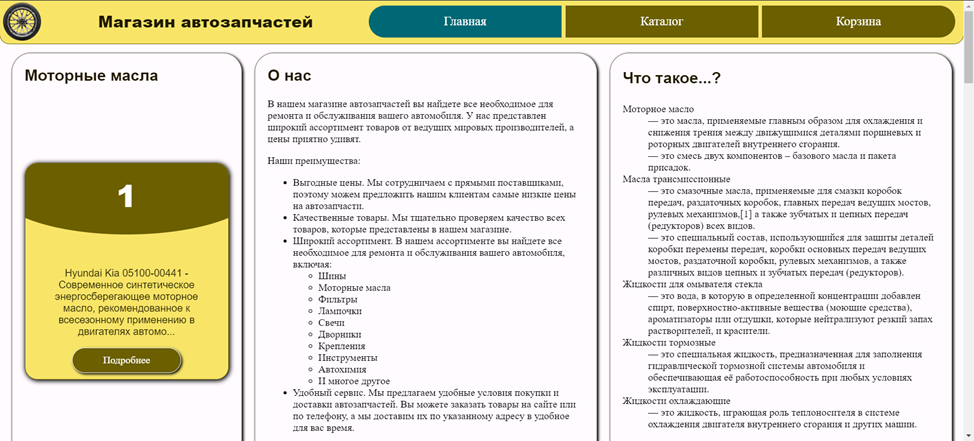 Магазин автозапчастей
Главная
Каталог
Корзина
Моторные масла
1
Hyundai Kia 05100-00441 -
Современное синтетическое
энергосберегающее моторное
масло, рекомендованное к
всесезонному применению в
двигателях автомо...
Подробнее
О нас
В нашем магазине автозапчастей вы найдете все необходимое для
ремонта и обслуживания вашего автомобиля. У нас представлен
широкий ассортимент товаров от ведущих мировых производителей, а
цены приятно удивят.
Наши преимущества:
• Выгодные цены. Мы сотрудничаем с прямыми поставщиками,
поэтому можем предложить нашим клиентам самые низкие цены
на автозапчасти.
• Качественные товары. Мы тщательно проверяем качество всех
товаров, которые представлены в нашем магазине.
• Широкий ассортимент. В нашем ассортименте вы найдете все
необходимое для ремонта и обслуживания вашего автомобиля,
включая:
◦ Шины
◦ Моторные масла
◦ Фильтры
◦ Лампочки
◦ Свечи
◦ Дворники
◦ Крепления
◦ Инструменты
◦ Автохимия
◦ И многое другое
• Удобный сервис. Мы предлагаем удобные условия покупки и
доставки автозапчастей. Вы можете заказать товары на сайте или
по телефону, а мы доставим их по указанному адресу в удобное
для вас время.
Что такое...?
Моторное масло
— это масла, применяемые главным образом для охлаждения и
снижения трения между движущимися деталями поршневых и
роторных двигателей внутреннего сгорания.
— это смесь двух компонентов – базового масла и пакета
присадок.
Масла трансмиссионные
— это смазочные масла, применяемые для смазки коробок
передач, раздаточных коробок, главных передач ведущих мостов,
рулевых механизмов,[1] а также зубчатых и цепных передач
(редукторов) всех видов.
— это специальный состав, использующийся для защиты деталей
коробки перемены передач, коробки основных передач ведущих
мостов, раздаточной коробки, рулевых механизмов, а также
различных видов цепных и зубчатых передач (редукторов).
Жидкости для омывателя стекла
— это вода, в которую в определенной концентрации добавлен
спирт, поверхностно-активные вещества (моющие средства),
ароматизаторы или отдушки, которые нейтрализуют резкий запах
растворителей, и красители.
Жидкости тормозные
— это специальная жидкость, предназначенная для заполнения
гидравлической тормозной системы автомобиля и
обеспечивающая её работоспособность при любых условиях
эксплуатации.
Жидкости охлаждающие
— это жидкость, играющая роль теплоносителя в системе
охлаждения двигателя внутреннего сгорания и других машин.